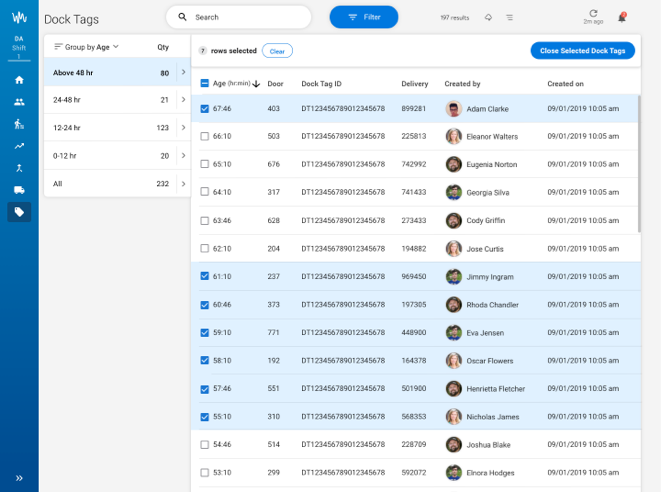 Dock Tags
Search
Filter
197 results
2m ago
DA
Shift
1
Group by Age
Qty
Above 48 hr 80
24-48 hr 21
12-24 hr 123
0-12 hr 20
All 232
7 rows selected
Clear
Close Selected Dock Tags
Age (hr:min) Door Dock Tag ID Delivery Created by Created on
67:46 403 DT123456789012345678 899281 Adam Clarke 09/01/2019 10:05 am
66:10 503 DT123456789012345678 225813 Eleanor Walters 09/01/2019 10:05 am
65:10 676 DT123456789012345678 742992 Eugenia Norton 09/01/2019 10:05 am
64:10 317 DT123456789012345678 741433 Georgia Silva 09/01/2019 10:05 am
63:46 628 DT123456789012345678 273433 Cody Griffin 09/01/2019 10:05 am
62:10 204 DT123456789012345678 194882 Jose Curtis 09/01/2019 10:05 am
61:10 237 DT123456789012345678 969450 Jimmy Ingram 09/01/2019 10:05 am
60:46 373 DT123456789012345678 197305 Rhoda Chandler 09/01/2019 10:05 am
59:10 771 DT123456789012345678 448900 Eva Jensen 09/01/2019 10:05 am
58:10 192 DT123456789012345678 164378 Oscar Flowers 09/01/2019 10:05 am
57:46 551 DT123456789012345678 501900 Henrietta Fletcher 09/01/2019 10:05 am
55:10 310 DT123456789012345678 568353 Nicholas James 09/01/2019 10:05 am
54:46 514 DT123456789012345678 228709 Joshua Blake 09/01/2019 10:05 am
53:10 299 DT123456789012345678 592072 Elnora Hodges 09/01/2019 10:05 am